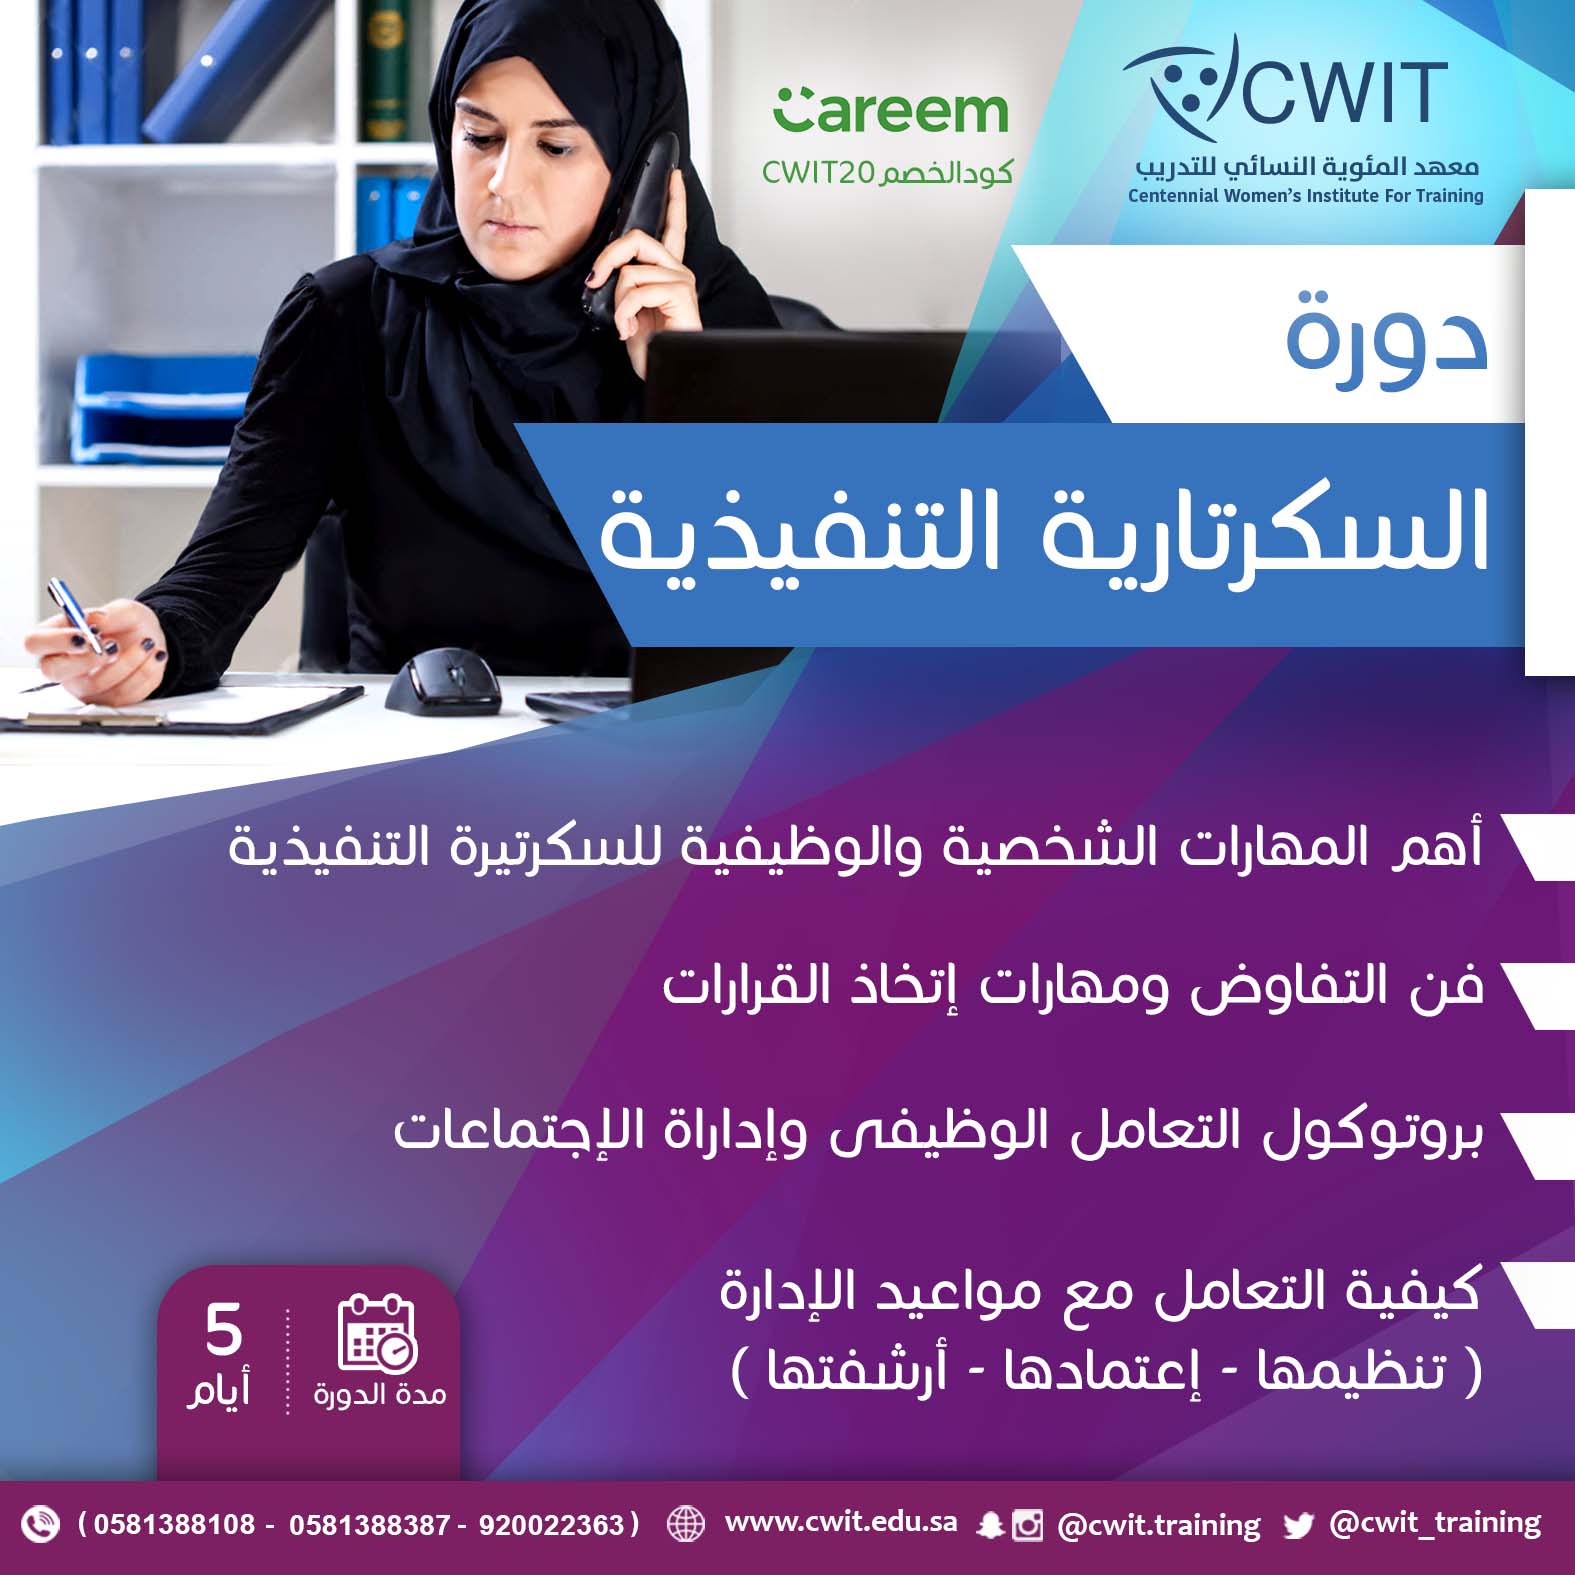 CWIT
معهد المئوية النسائي للتدريب
Centennial Women's Institute For Training
Careem
كودالخصم CWIT20
دورة
السكرتارية التنفيذية
أهم المهارات الشخصية والوظيفية للسكرتيرة التنفيذية
فن التفاوض ومهارات إتخاذ القرارات
بروتوكول التعامل الوظيفى وإداراة الإجتماعات
كيفية التعامل مع مواعيد الإدارة
( تنظيمها - إعتمادها - أرشفتها )
مدة الدورة
5
أيام
( 0581388108 - 0581388387 - 920022363 ) www.cwit.edu.sa @cwit.training @cwit_training